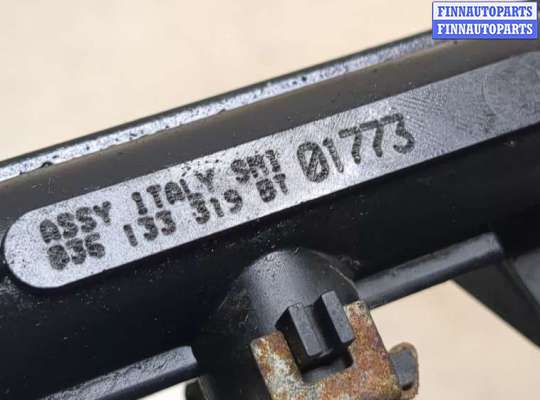 FINNAUTOPARTS
FINNAUTOPARTS
ASSY ITALY SMI 01773
036 133 319 BT